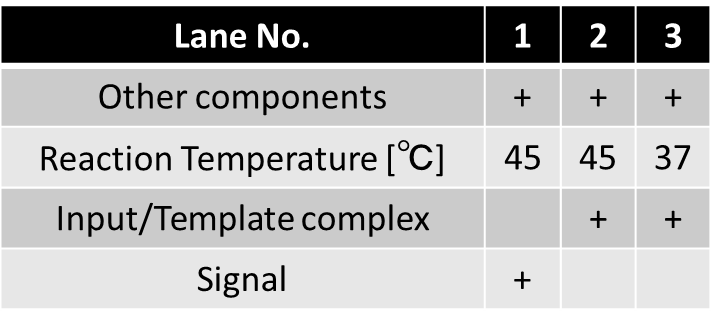 Lane No. 1 2 3
Other components + + +
Reaction Temperature [℃] 45 45 37
Input/Template complex + +
Signal +